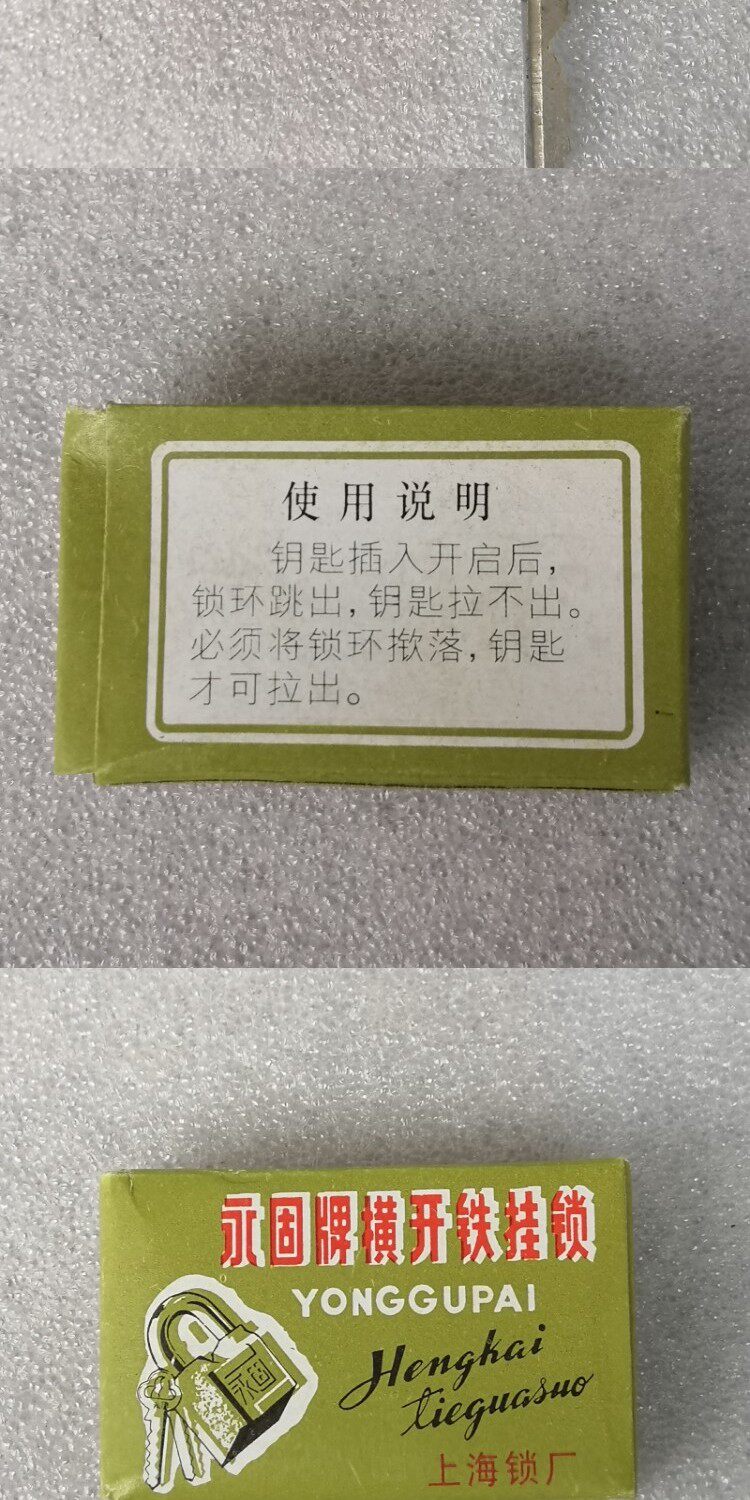 使用说明
钥匙插入开启后，
锁环跳出，钥匙拉不出。
必须将锁环揿落，钥匙
才可拉出。
永固牌横开铁挂锁
YONGGUPAI
Hengkai
tieguasuo
永固
上海锁厂